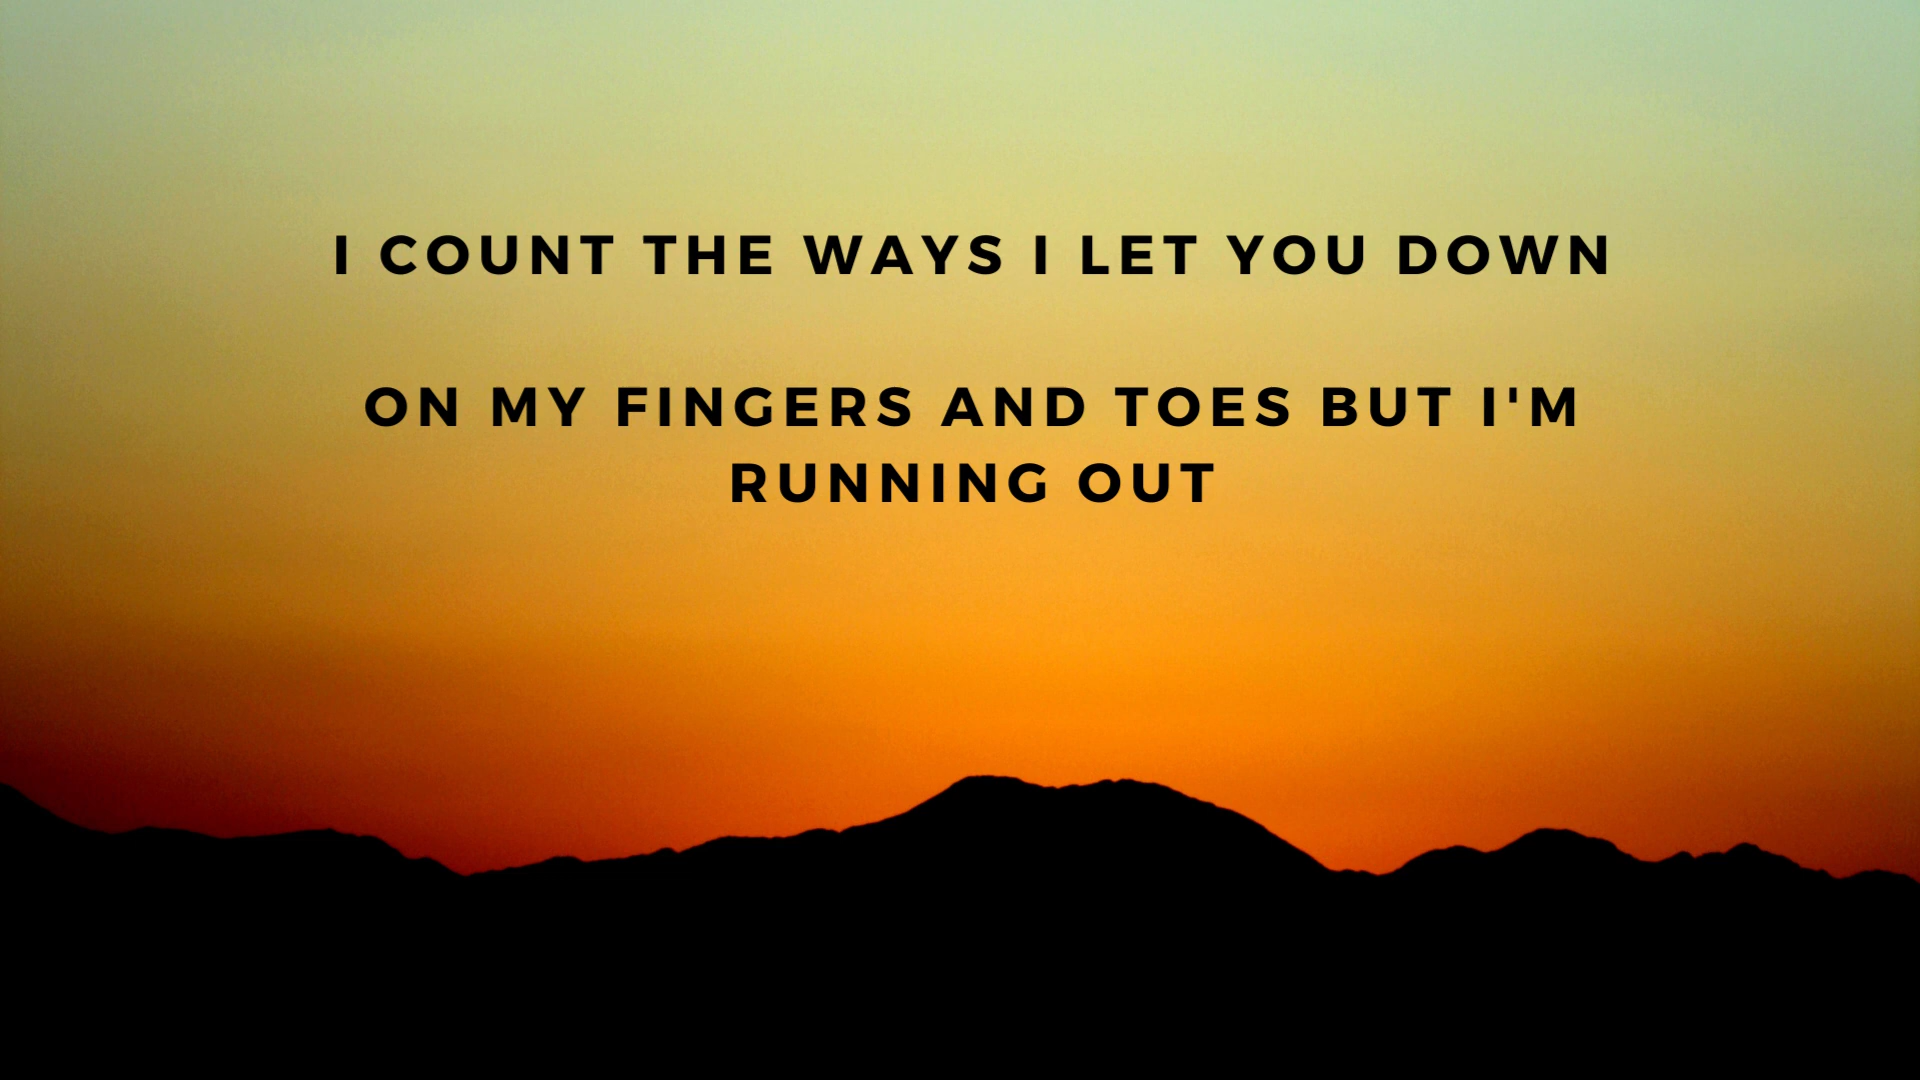 I COUNT THE WAYS I LET YOU DOWN
ON MY FINGERS AND TOES BUT I'M
RUNNING OUT